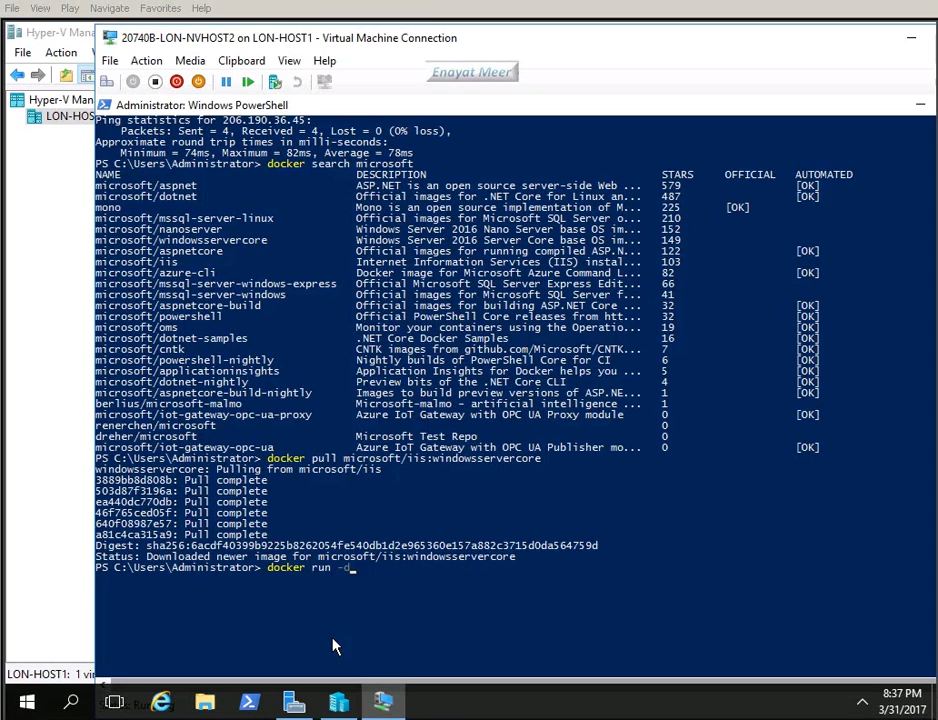 File View Play Navigate Favorites Help
Hyper-V Mana
20740B-LON-NVHOST2 on LON-HOST1 - Virtual Machine Connection
File Action
File Action Media Clipboard View Help
Enayat Meer
Hyper-V Man
LON-HOS
Administrator: Windows PowerShell
Ping statistics for 206.190.36.45:
Packets: Sent = 4, Received = 4, Lost = 0 (0% loss),
Approximate round trip times in milli-seconds:
Minimum = 74ms, Maximum = 82ms, Average = 78ms
PS C:\Users\Administrator> docker search microsoft
NAME DESCRIPTION STARS OFFICIAL AUTOMATED
microsoft/aspnet ASP.NET is an open source server-side Web ... 579 [OK]
microsoft/dotnet Official images for .NET Core for Linux an... 487 [OK]
mono Mono is an open source implementation of M... 225 [OK]
microsoft/mssql-server-linux Official images for Microsoft SQL Server o... 210
microsoft/nanoserver Windows Server 2016 Nano Server base OS im... 152
microsoft/windowsservercore Windows Server 2016 Server Core base OS im... 149
microsoft/aspnetcore Official images for running compiled ASP.N... 122 [OK]
microsoft/iis Internet Information Services (IIS) instal... 103
microsoft/azure-cli Docker image for Microsoft Azure Command L... 82 [OK]
microsoft/mssql-server-windows-express Official Microsoft SQL Server Express Edit... 66
microsoft/mssql-server-windows Official images for Microsoft SQL Server f... 41
microsoft/aspnetcore-build Official images for building ASP.NET Core ... 32 [OK]
microsoft/powershell Official PowerShell Core releases from htt... 32 [OK]
microsoft/oms Monitor your containers using the Operatio... 19 [OK]
microsoft/dotnet-samples .NET Core Docker Samples 16 [OK]
microsoft/cntk CNTK images from github.com/Microsoft/CNTK... 7 [OK]
microsoft/powershell-nightly Nightly builds of PowerShell Core for CI 6 [OK]
microsoft/applicationinsights Application Insights for Docker helps you ... 5 [OK]
microsoft/dotnet-nightly Preview bits of the .NET Core CLI 4 [OK]
microsoft/aspnetcore-build-nightly Images to build preview versions of ASP.NE... 1 [OK]
berlius/microsoft-malmo Microsoft-malmo - artificial intelligence ... 1 [OK]
microsoft/iot-gateway-opc-ua-proxy Azure IoT Gateway with OPC UA Proxy module 0 [OK]
renerchen/microsoft 0
dreher/microsoft Microsoft Test Repo 0
microsoft/iot-gateway-opc-ua Azure IoT Gateway with OPC UA Publisher mo... 0 [OK]
PS C:\Users\Administrator> docker pull microsoft/iis:windowsservercore
windowsservercore: Pulling from microsoft/iis
3889bb8d808b: Pull complete
503d87f3196a: Pull complete
ea440dc770db: Pull complete
46f765ced05f: Pull complete
640f08987e57: Pull complete
a81c4ca315a9: Pull complete
Digest: sha256:6acdf40399b9225b8262054fe540db1d2e965360e157a882c3715d0da564759d
Status: Downloaded newer image for microsoft/iis:windowsservercore
PS C:\Users\Administrator> docker run -d_
LON-HOST1: 1 vir
8:37 PM
3/31/2017